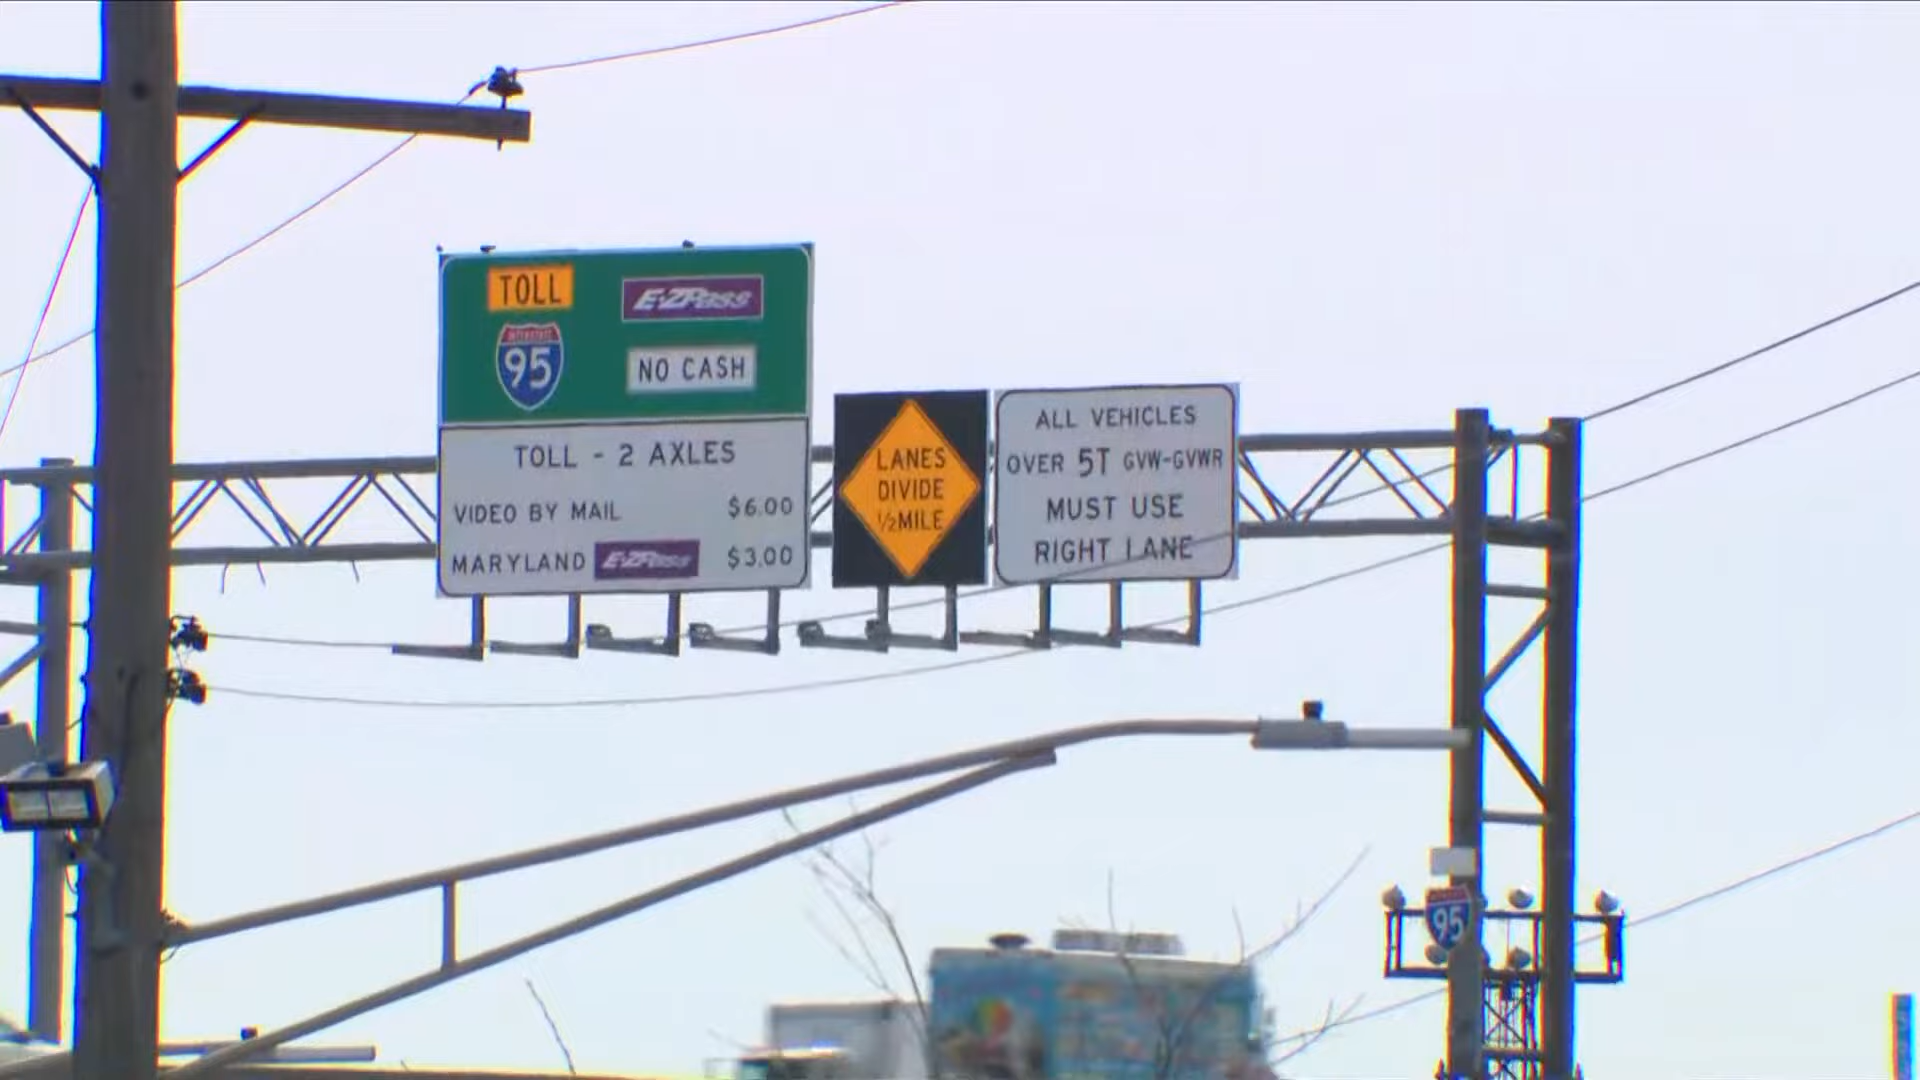 TOLL
E-ZPass
INTERSTATE
95
NO CASH
TOLL - 2 AXLES
VIDEO BY MAIL $6.00
MARYLAND E-ZPass $3.00
LANES
DIVIDE
½ MILE
ALL VEHICLES
OVER 5T GVW-GVWR
MUST USE
RIGHT LANE
95